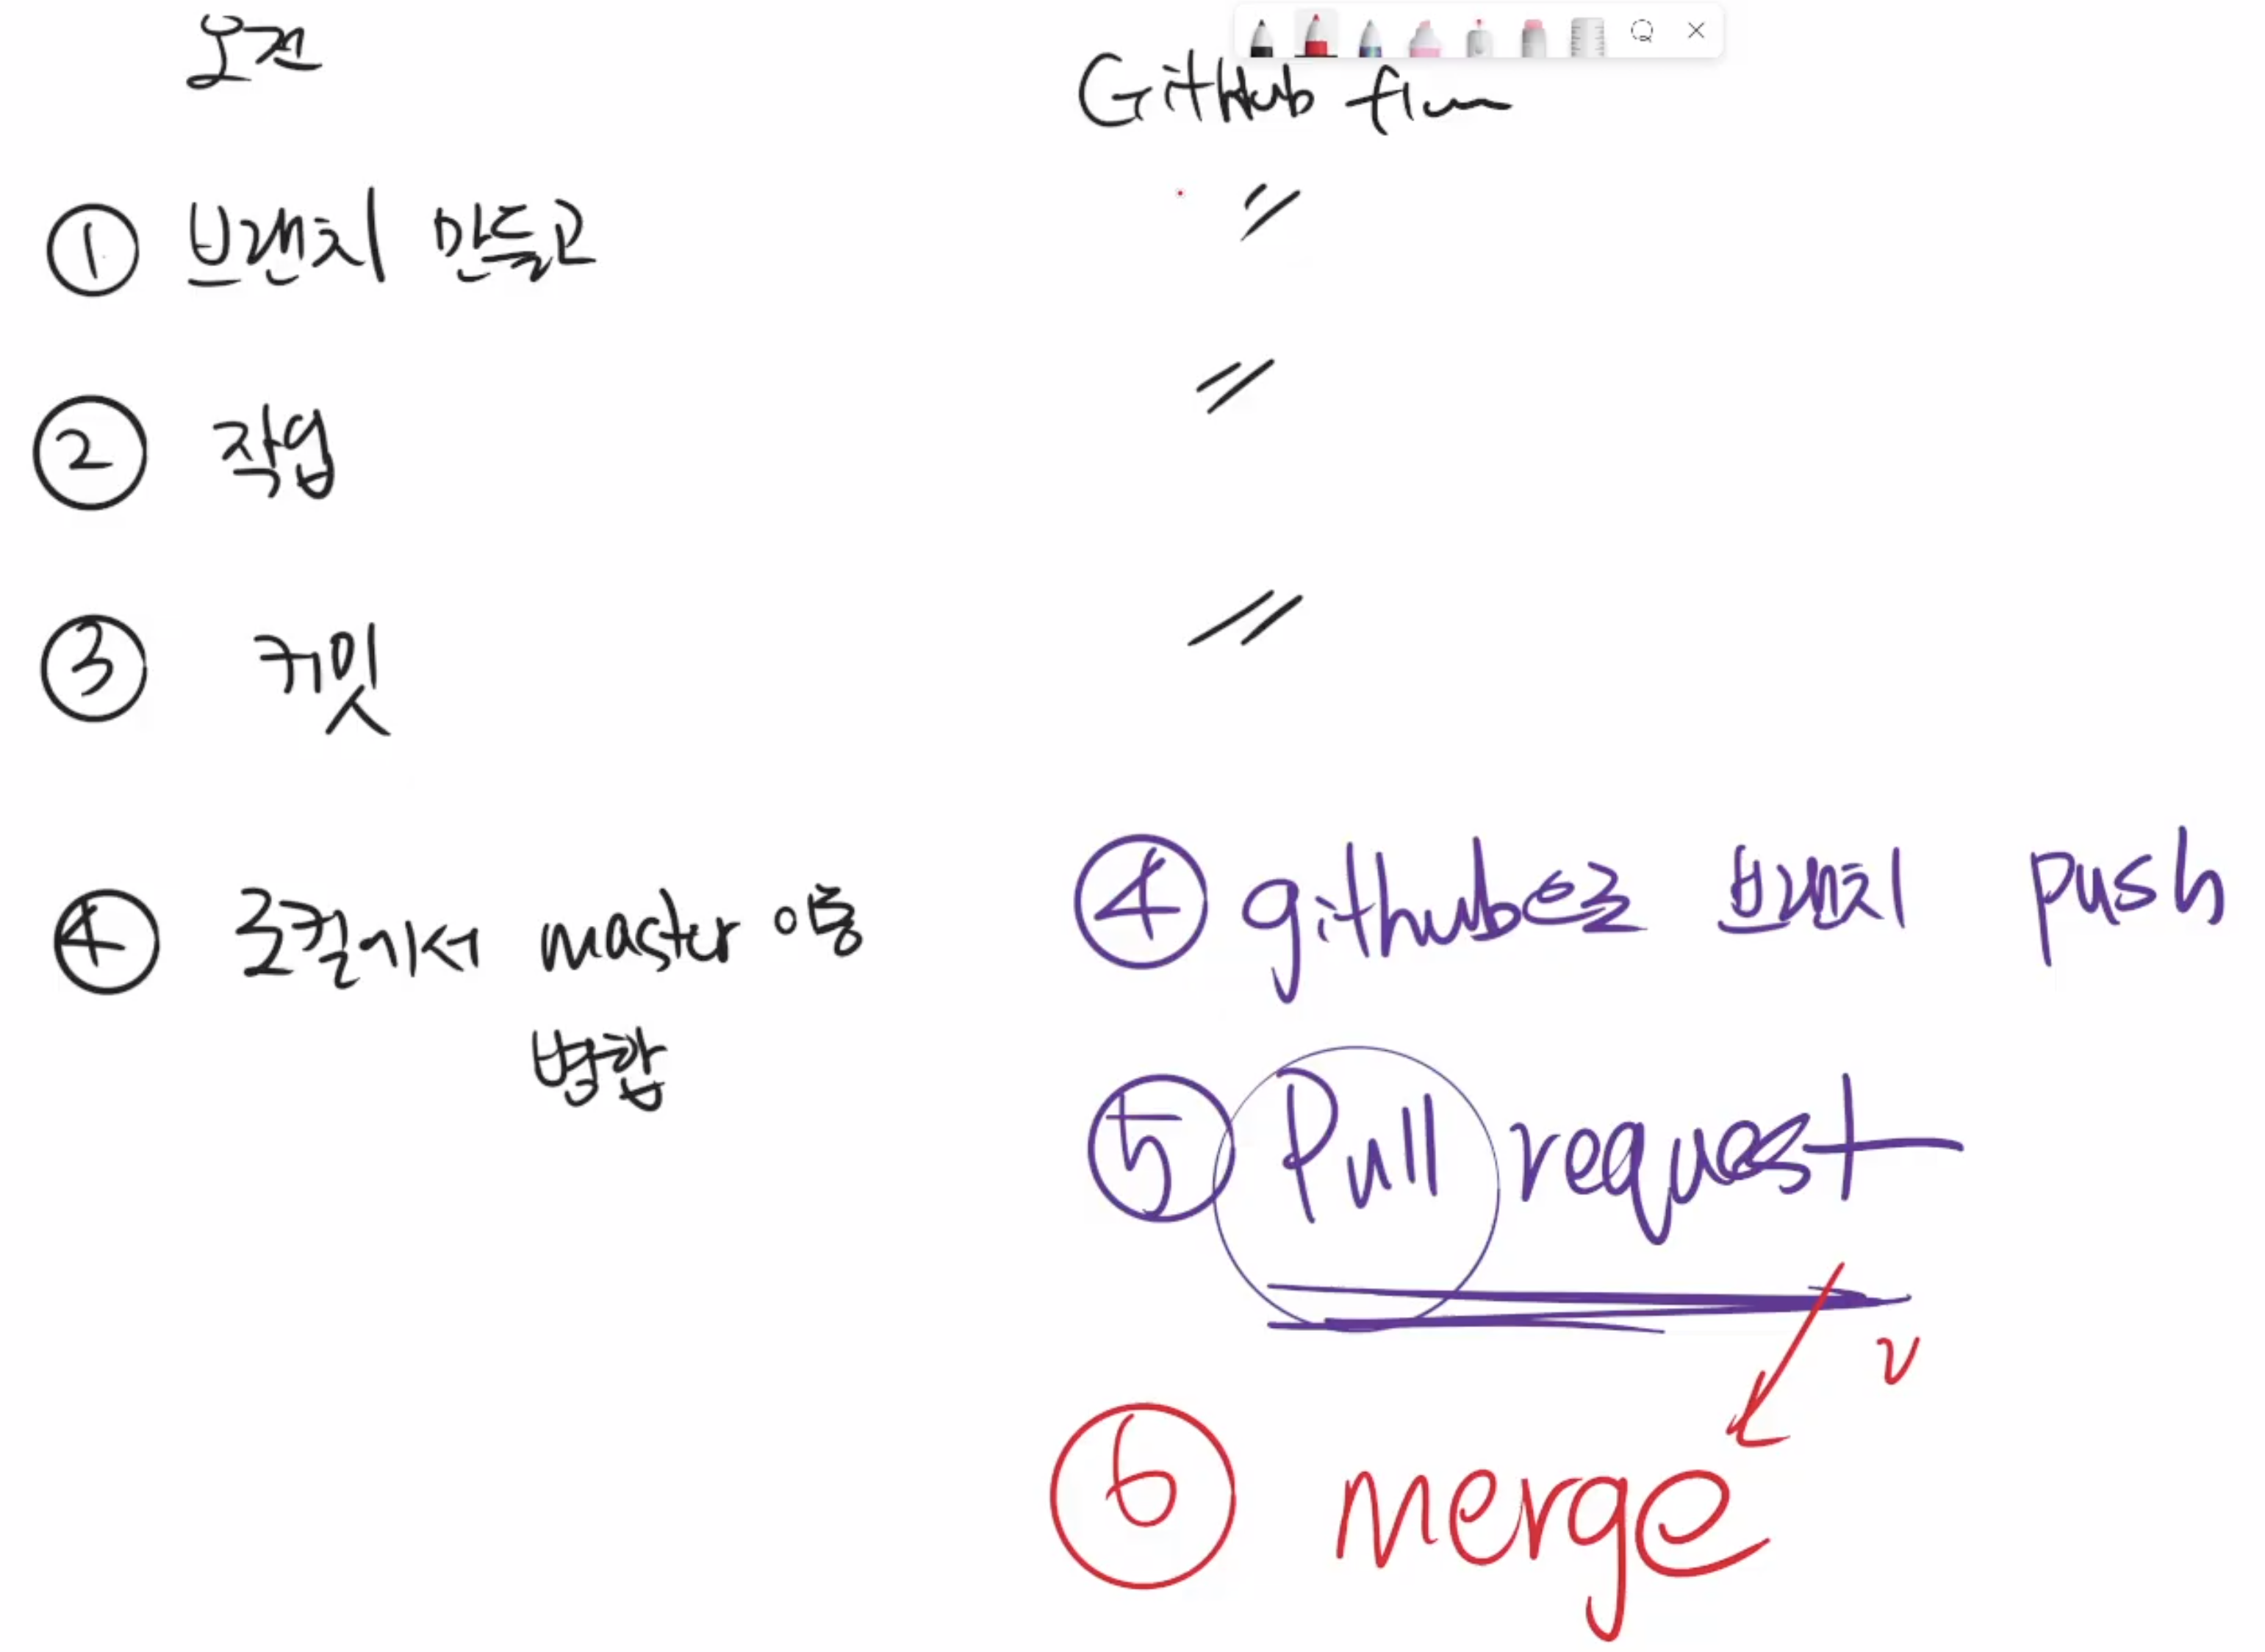 오전
GitHub flow
① 브랜치 만들고
〃
② 작업
〃
③ 커밋
〃
④ 로컬에서 master 이동
병합
④ github으로 브랜치 push
⑤ Pull request
⑥ merge